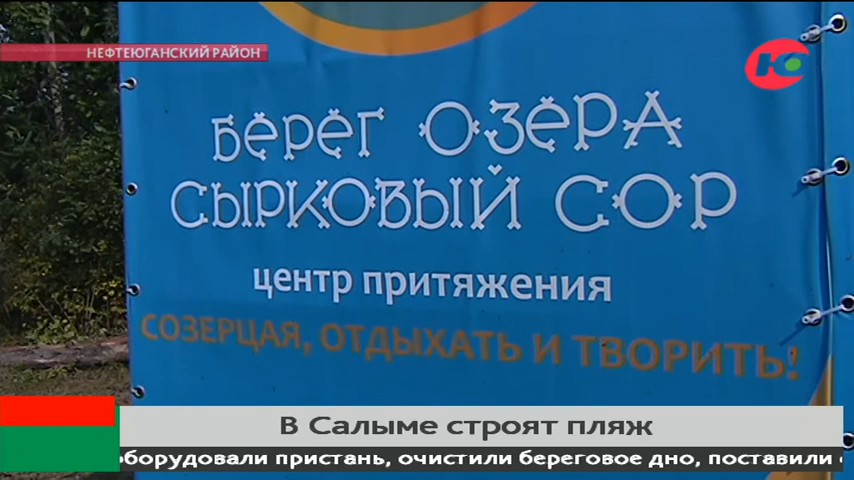 НЕФТЕЮГАНСКИЙ РАЙОН
Ю
БЕРЕГ ОЗЕРА
СЫРКОВЫЙ СОР
центр притяжения
СОЗЕРЦАЯ, ОТДЫХАТЬ И ТВОРИТЬ!
В Салыме строят пляж
оборудовали пристань, очистили береговое дно, поставили